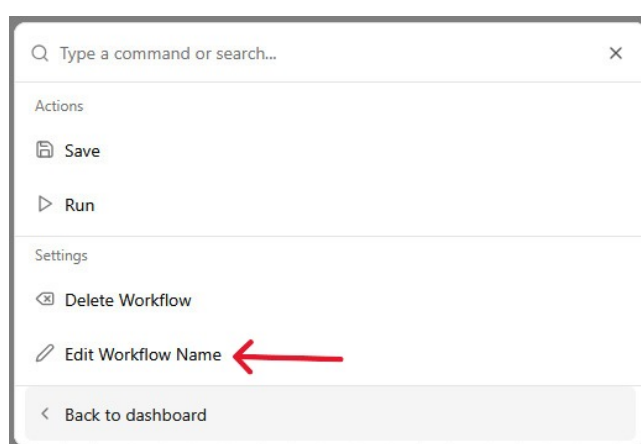 Type a command or search...
Actions
Save
Run
Settings
Delete Workflow
Edit Workflow Name
Back to dashboard